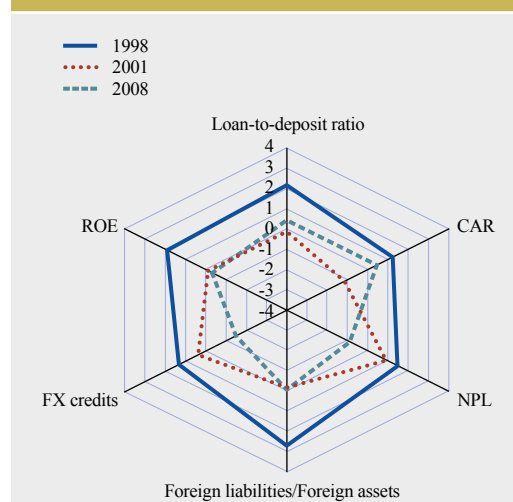 1998
2001
2008
Loan-to-deposit ratio
4
3
2
1
0
-1
-2
-3
-4
ROE
CAR
FX credits
NPL
Foreign liabilities/Foreign assets